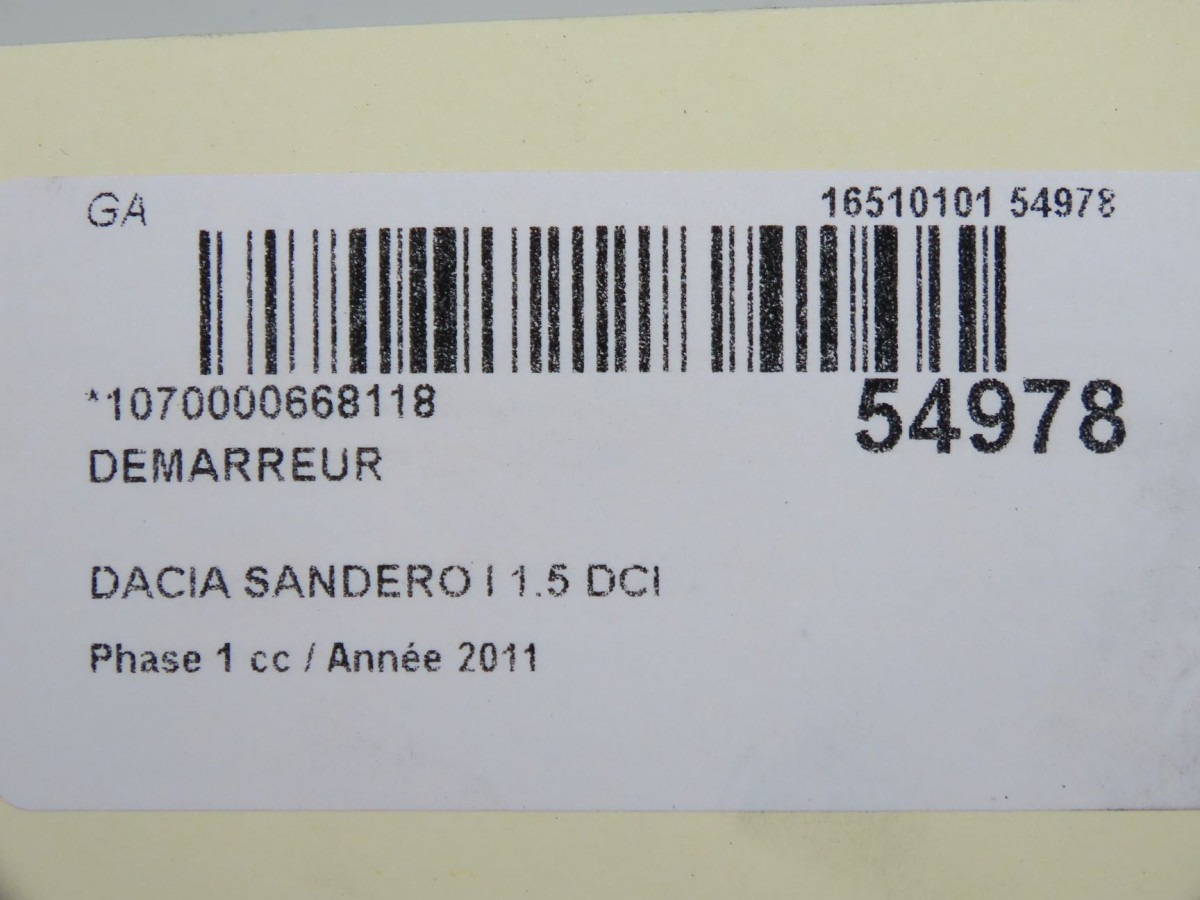 GA
16510101 54978
*1070000668118
54978
DEMARREUR
DACIA SANDERO I 1.5 DCI
Phase 1 cc / Année 2011